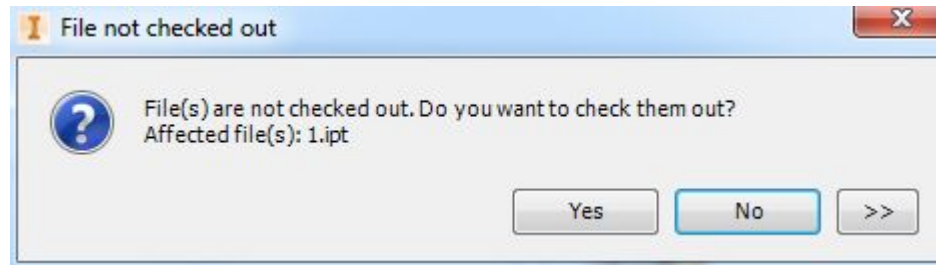 File not checked out
File(s) are not checked out. Do you want to check them out?
Affected file(s): 1.ipt
Yes No >>